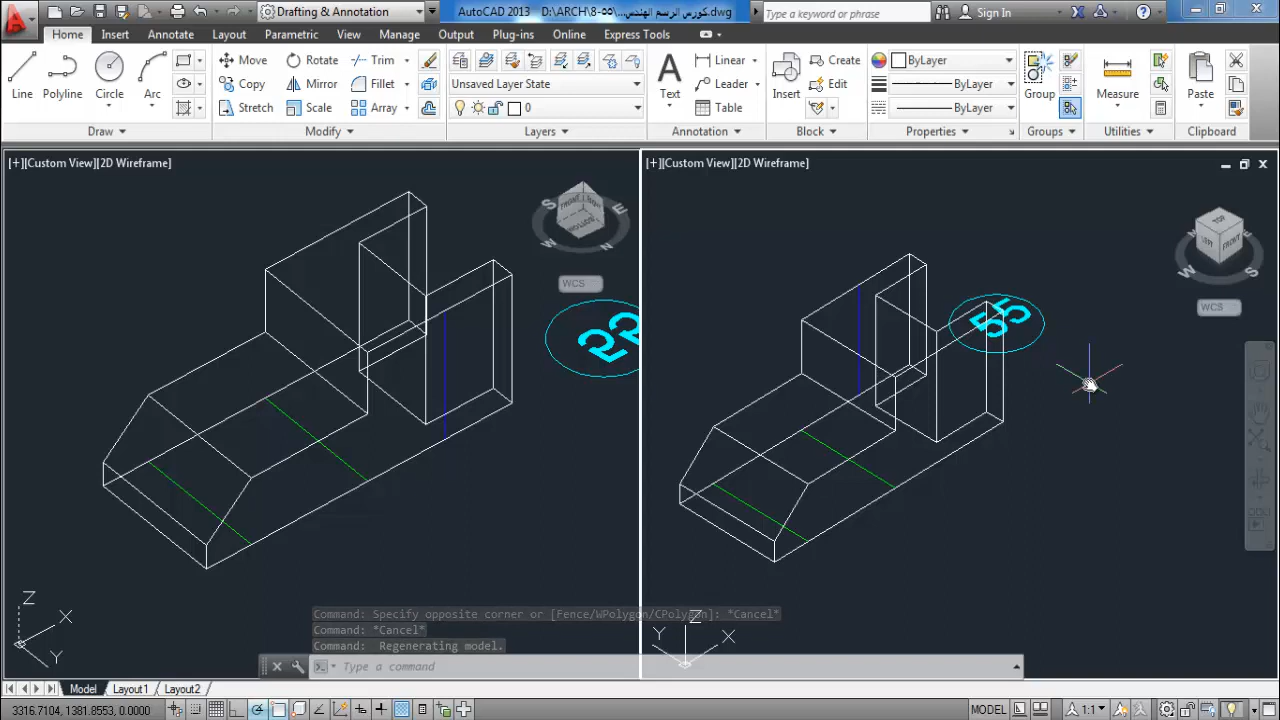 Drafting & Annotation
AutoCAD 2013 D:\ARCH\8-٥٥\كورس الرسم الهندس....dwg
Type a keyword or phrase
Sign In
Home Insert Annotate Layout Parametric View Manage Output Plug-ins Online Express Tools
Line Polyline Circle Arc
Move Rotate Trim
Copy Mirror Fillet
Stretch Scale Array
Unsaved Layer State
0
Text
Linear
Leader
Table
Insert
Create
Edit
ByLayer
ByLayer
ByLayer
Group
Measure
Paste
Draw Modify Layers Annotation Block Properties Groups Utilities Clipboard
[+][Custom View][2D Wireframe]
[+][Custom View][2D Wireframe]
S E W N
WCS
TOP
LEFT FRONT
W S
WCS
55
55
Z X Y
Z Y X
Command: Specify opposite corner or [Fence/WPolygon/CPolygon]: *Cancel*
Command: *Cancel*
Command: Regenerating model.
Type a command
Model Layout1 Layout2
3316.7104, 1381.8553, 0.0000
MODEL
1:1